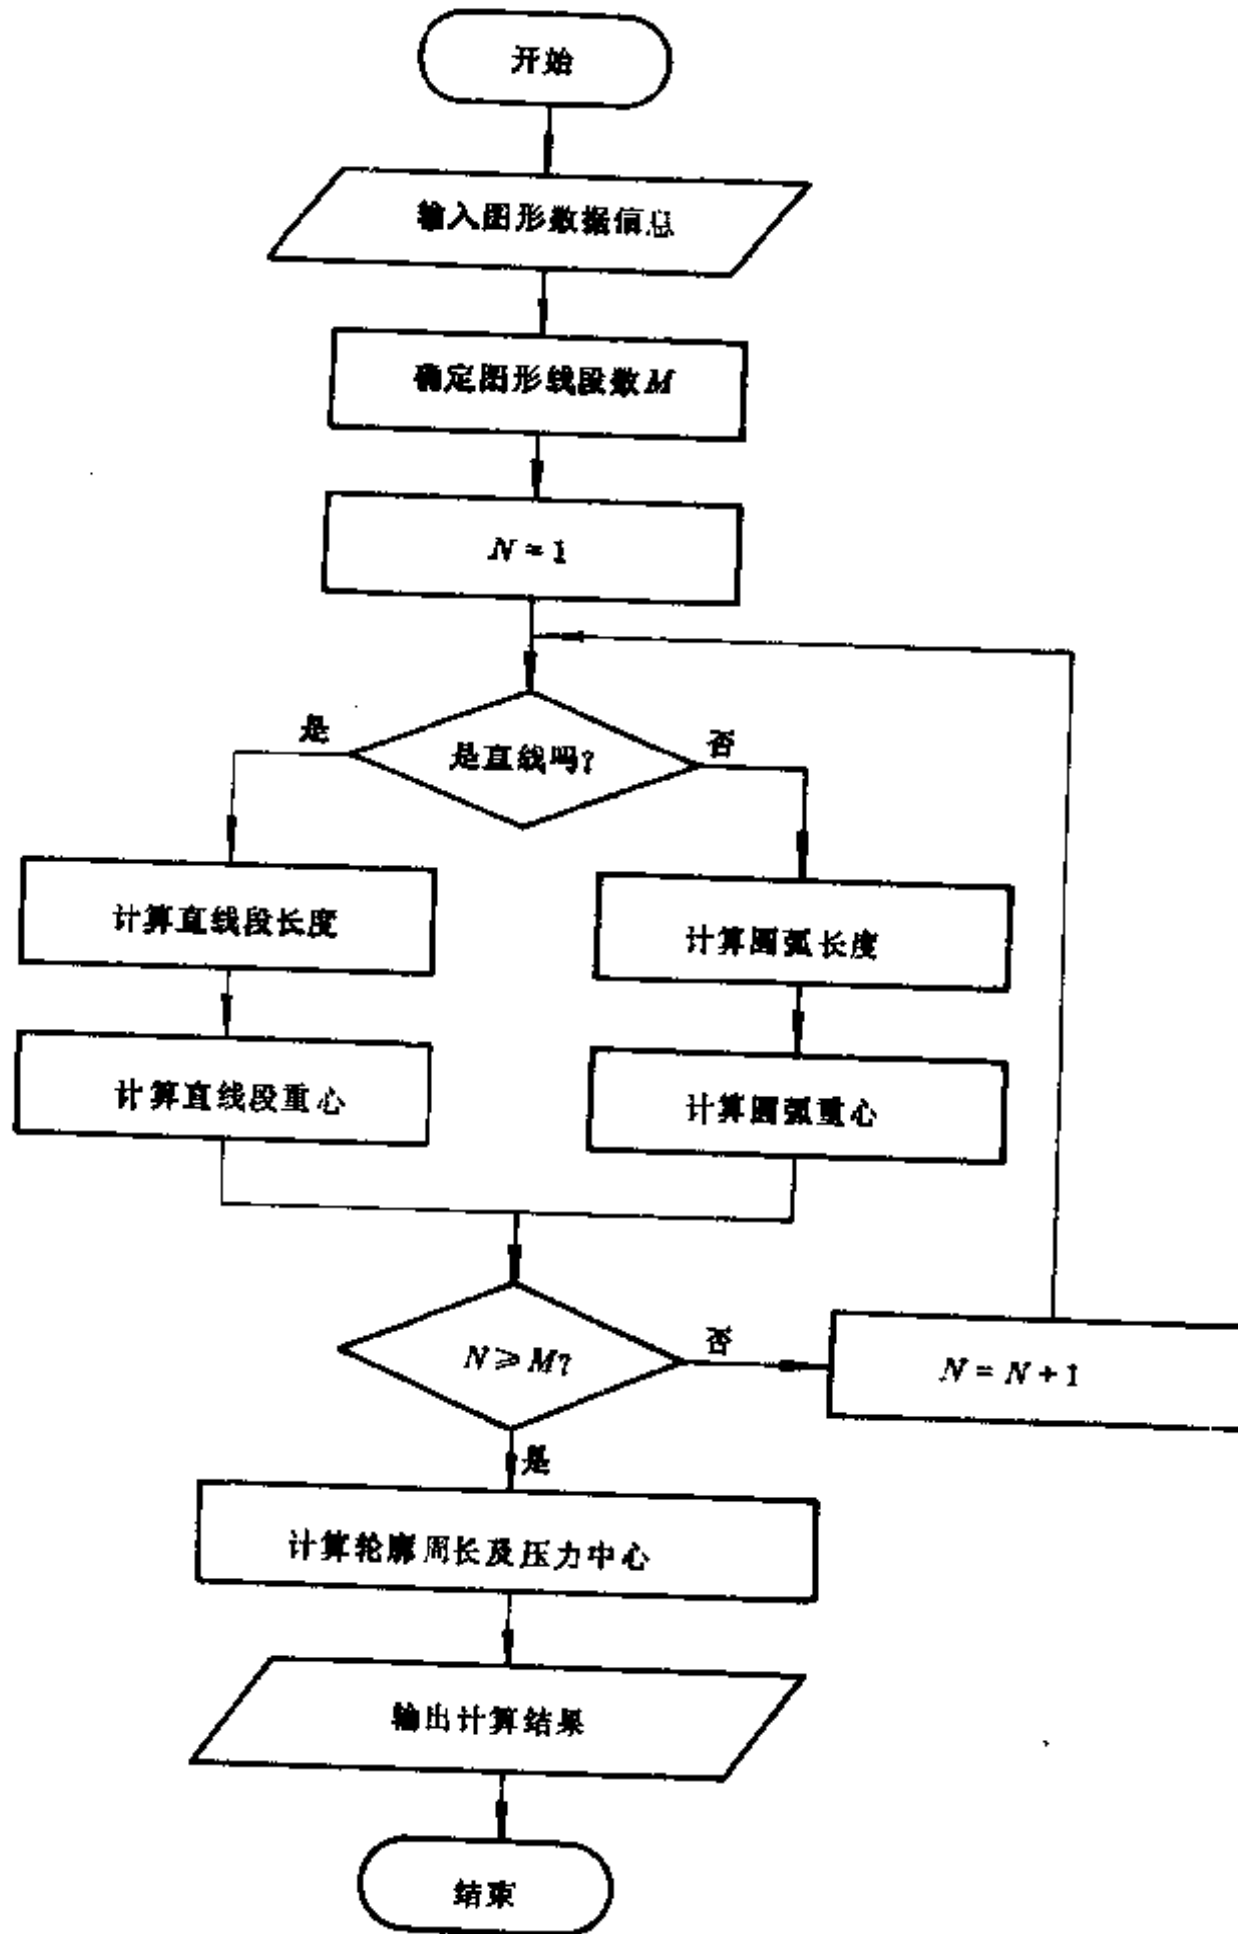 开始
输入图形数据信息
确定图形线段数M
N=1
是直线吗?
是
否
计算直线段长度
计算圆弧长度
计算直线段重心
计算圆弧重心
N≥M?
否
N=N+1
是
计算轮廓周长及压力中心
输出计算结果
结束